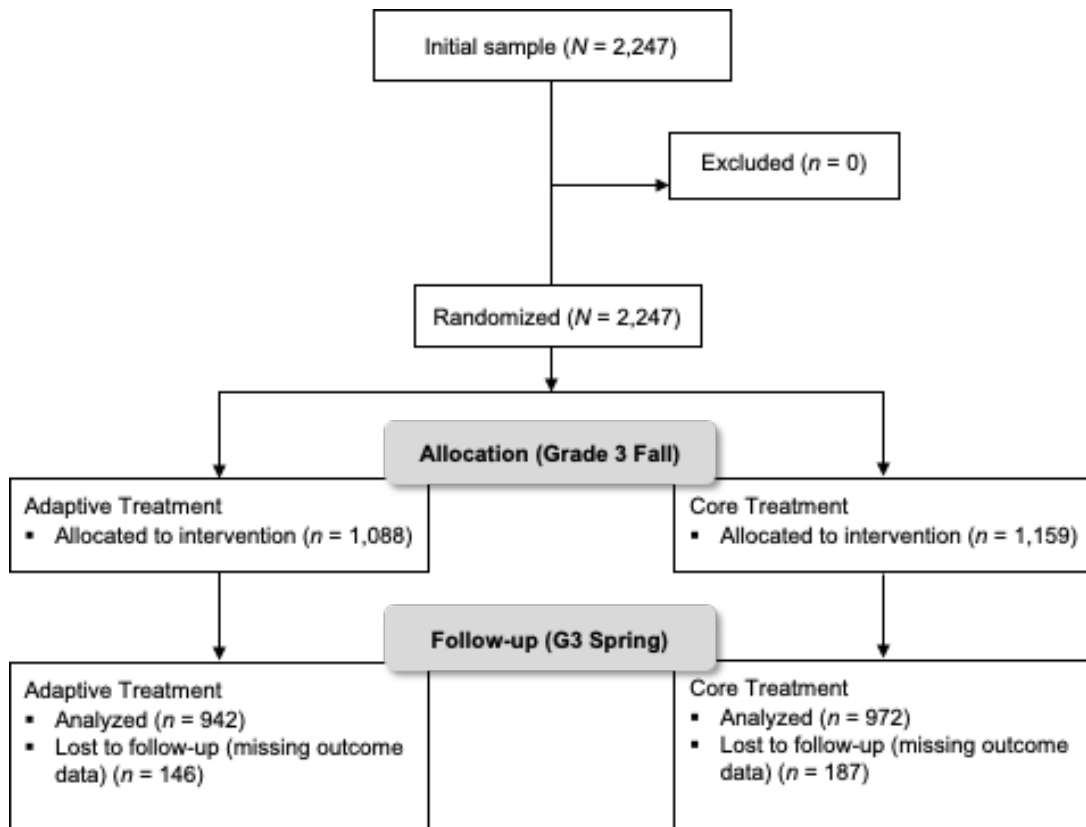 Initial sample (N = 2,247)
Excluded (n = 0)
Randomized (N = 2,247)
Allocation (Grade 3 Fall)
Adaptive Treatment
▪ Allocated to intervention (n = 1,088)
Core Treatment
▪ Allocated to intervention (n = 1,159)
Follow-up (G3 Spring)
Adaptive Treatment
▪ Analyzed (n = 942)
▪ Lost to follow-up (missing outcome
data) (n = 146)
Core Treatment
▪ Analyzed (n = 972)
▪ Lost to follow-up (missing outcome
data) (n = 187)